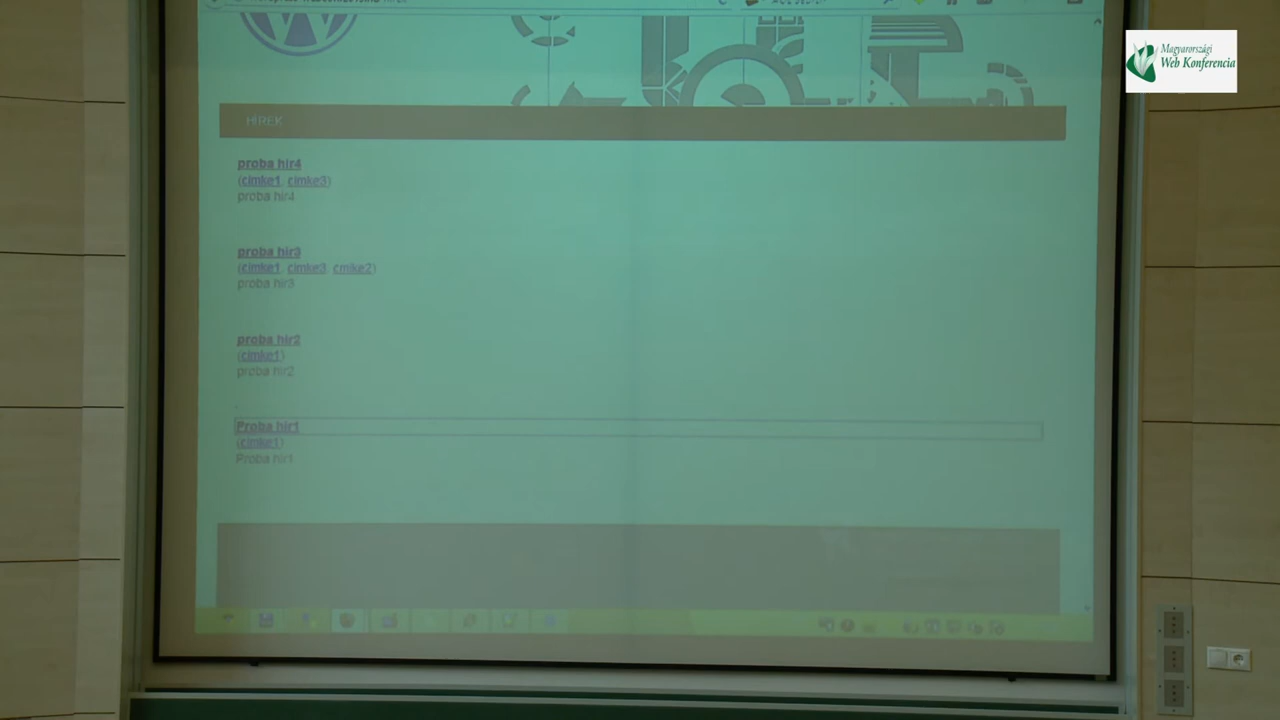 Magyarországi
Web Konferencia
HÍREK
proba hir4
(cimke1, cimke3)
proba hir4
proba hir3
(cimke1, cimke3, cmike2)
proba hir3
proba hir2
(cimke1)
proba hir2
Proba hir1
(cimke1)
Proba hir1